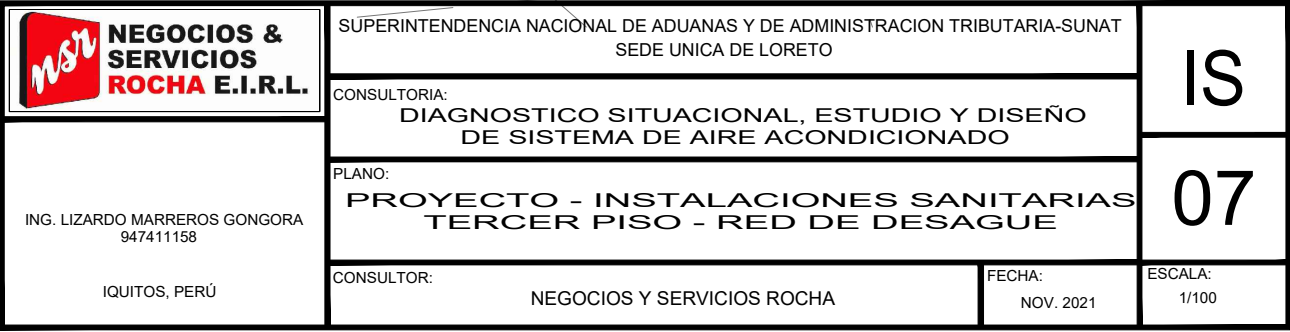 nsr
NEGOCIOS &
SERVICIOS
ROCHA E.I.R.L.
ING. LIZARDO MARREROS GONGORA
947411158
IQUITOS, PERÚ
SUPERINTENDENCIA NACIONAL DE ADUANAS Y DE ADMINISTRACION TRIBUTARIA-SUNAT
SEDE UNICA DE LORETO
CONSULTORIA:
DIAGNOSTICO SITUACIONAL, ESTUDIO Y DISEÑO
DE SISTEMA DE AIRE ACONDICIONADO
PLANO:
PROYECTO - INSTALACIONES SANITARIAS
TERCER PISO - RED DE DESAGUE
CONSULTOR:
NEGOCIOS Y SERVICIOS ROCHA
FECHA:
NOV. 2021
IS
07
ESCALA:
1/100